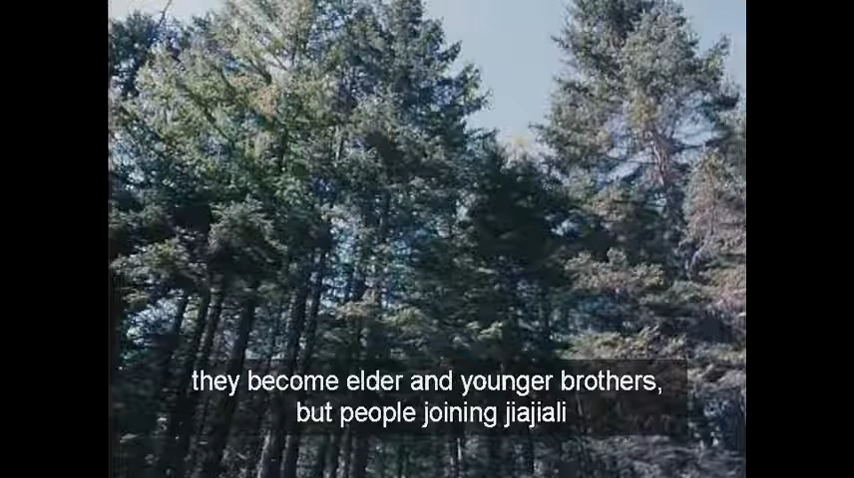 they become elder and younger brothers,
but people joining jiajiali